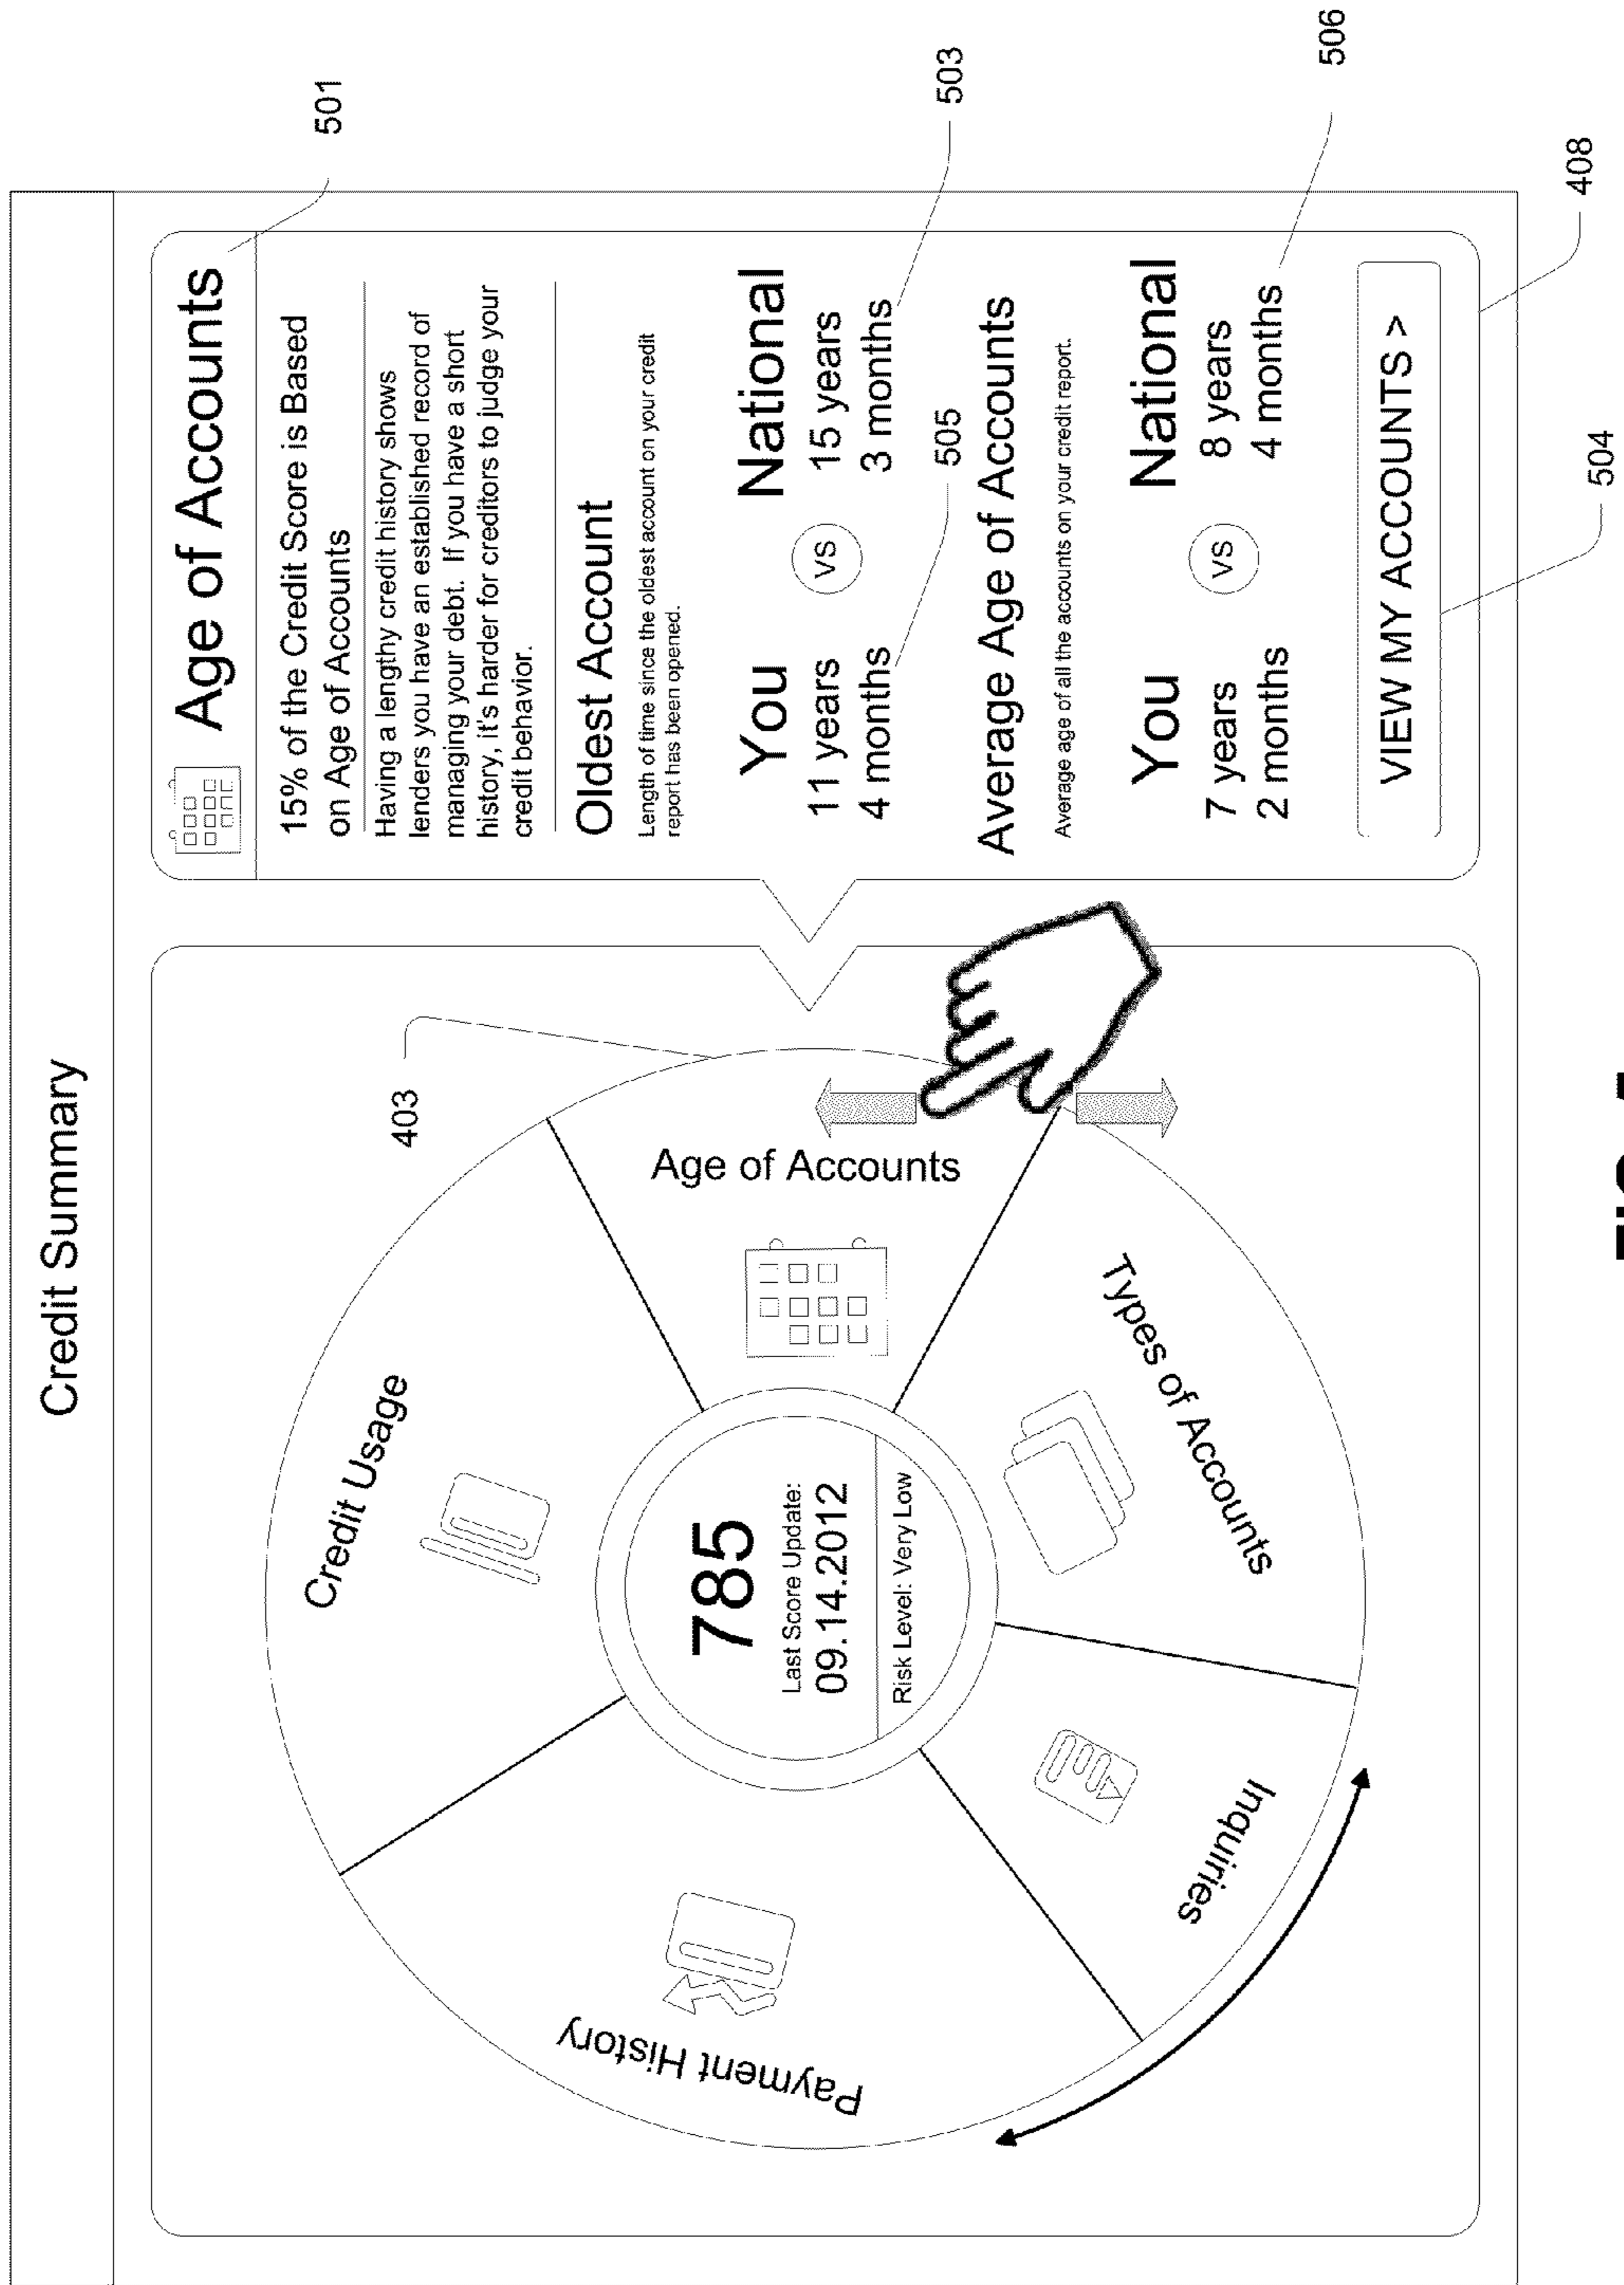 Credit Summary
403
Credit Usage
Age of Accounts
Types of Accounts
Inquiries
Payment History
785
Last Score Update:
09.14.2012
Risk Level: Very Low
Age of Accounts
501
15% of the Credit Score is Based
on Age of Accounts
Having a lengthy credit history shows
lenders you have an established record of
managing your debt. If you have a short
history, it's harder for creditors to judge your
credit behavior.
Oldest Account
Length of time since the oldest account on your credit
report has been opened.
You vs National
11 years 15 years
4 months 3 months
505
503
Average Age of Accounts
Average age of all the accounts on your credit report.
You vs National
7 years 8 years
2 months 4 months
506
VIEW MY ACCOUNTS >
504
408